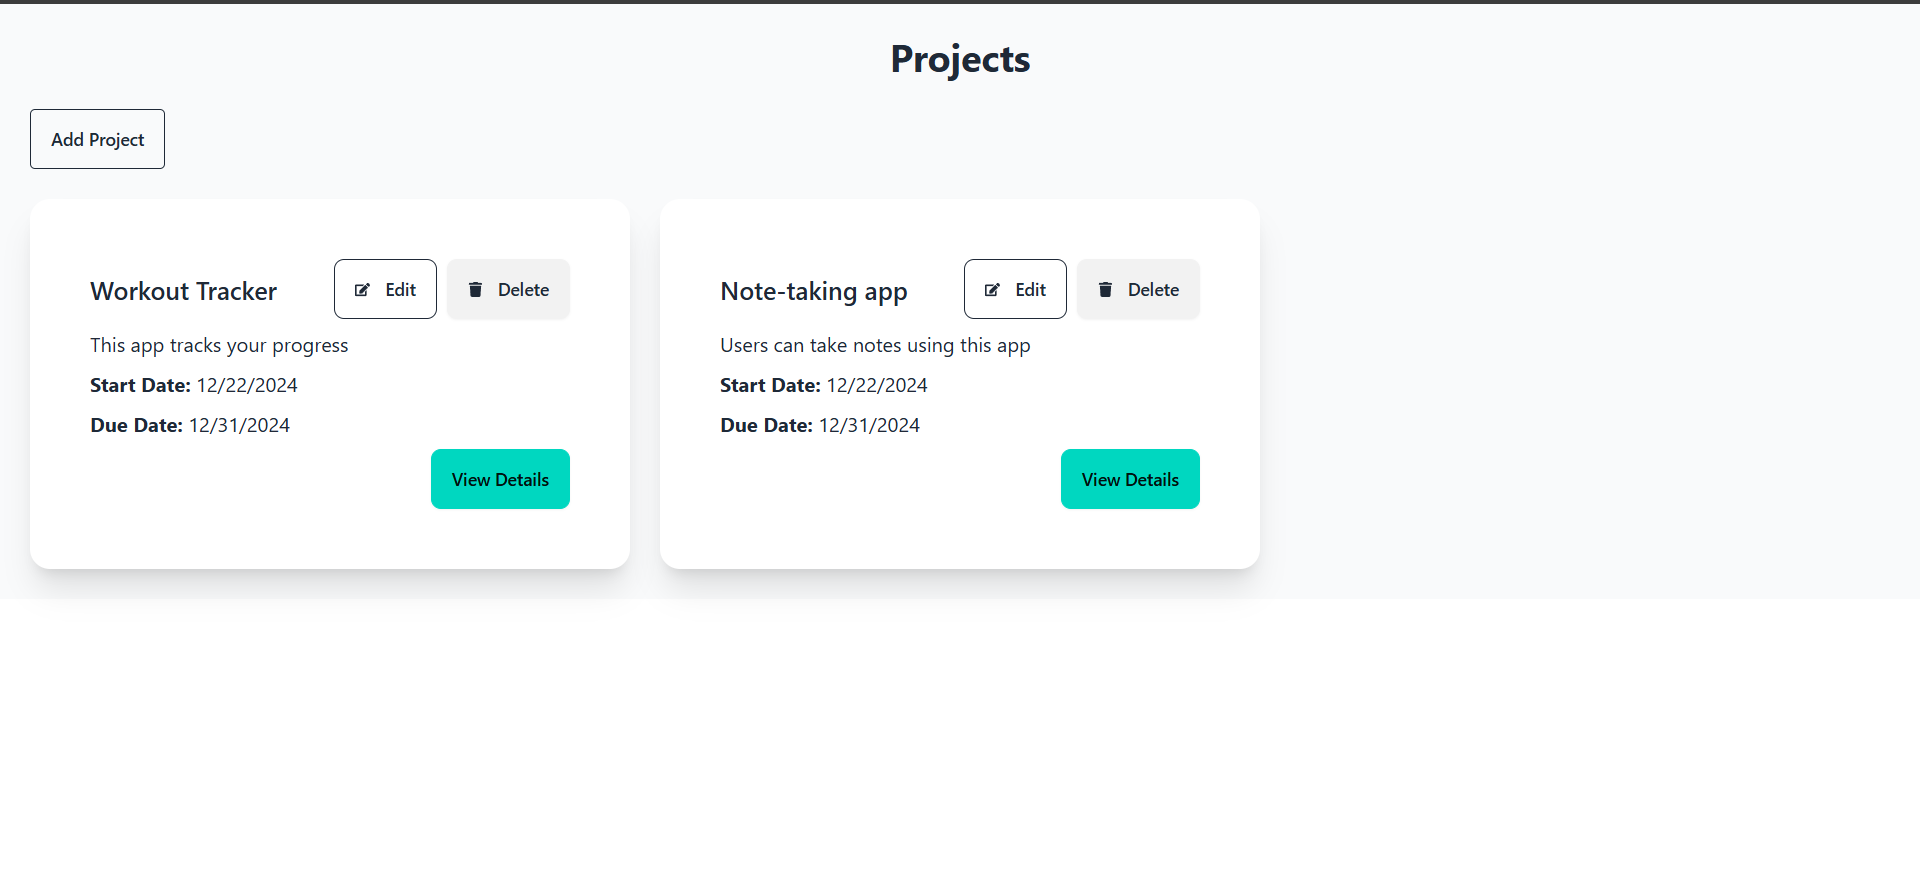 Projects
Add Project
Workout Tracker
Edit
Delete
This app tracks your progress
Start Date: 12/22/2024
Due Date: 12/31/2024
View Details
Note-taking app
Edit
Delete
Users can take notes using this app
Start Date: 12/22/2024
Due Date: 12/31/2024
View Details